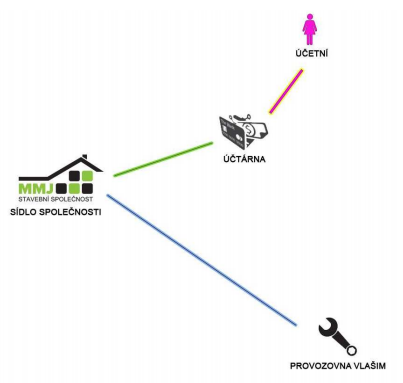 ÚČETNÍ
ÚČTÁRNA
MMJ
STAVEBNÍ SPOLEČNOST
SÍDLO SPOLEČNOSTI
PROVOZOVNA VLAŠIM